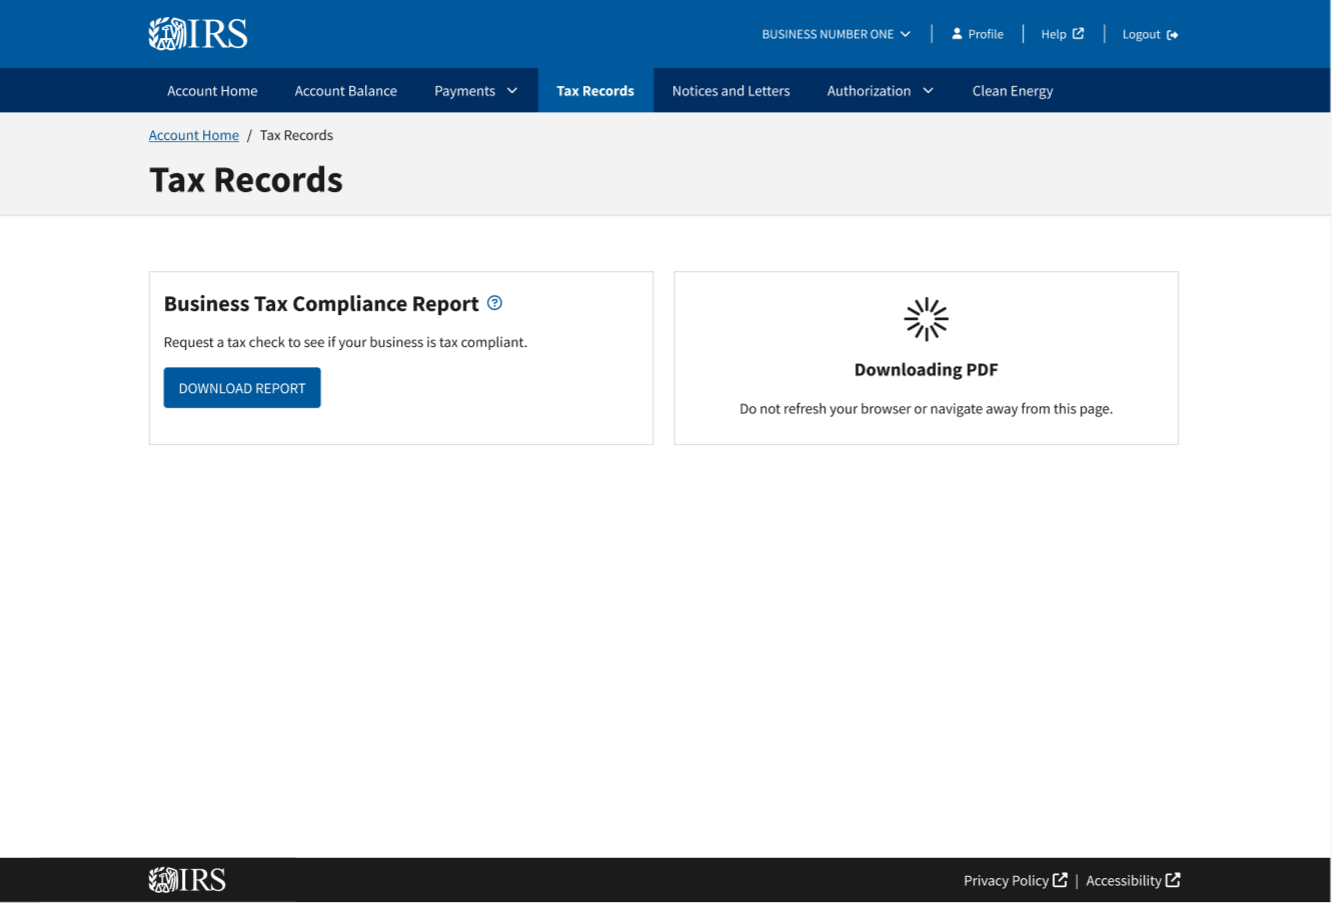 IRS
BUSINESS NUMBER ONE
Profile
Help
Logout
Account Home
Account Balance
Payments
Tax Records
Notices and Letters
Authorization
Clean Energy
Account Home / Tax Records
Tax Records
Business Tax Compliance Report
Request a tax check to see if your business is tax compliant.
DOWNLOAD REPORT
Downloading PDF
Do not refresh your browser or navigate away from this page.
IRS
Privacy Policy | Accessibility